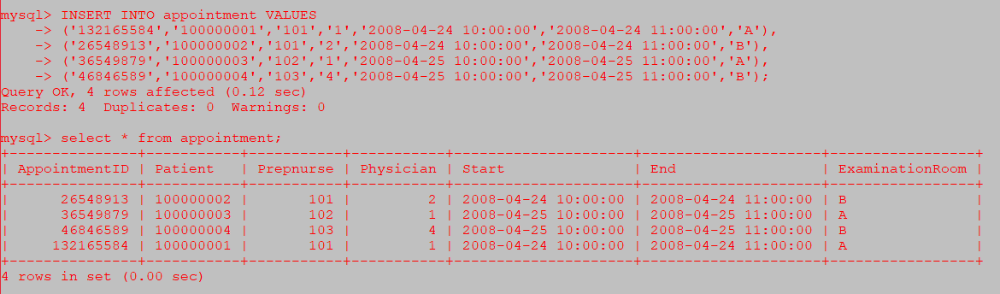 mysql> INSERT INTO appointment VALUES
    -> ('132165584','100000001','101','1','2008-04-24 10:00:00','2008-04-24 11:00:00','A'),
    -> ('26548913','100000002','101','2','2008-04-24 10:00:00','2008-04-24 11:00:00','B'),
    -> ('36549879','100000003','102','1','2008-04-25 10:00:00','2008-04-25 11:00:00','A'),
    -> ('46846589','100000004','103','4','2008-04-25 10:00:00','2008-04-25 11:00:00','B');
Query OK, 4 rows affected (0.12 sec)
Records: 4  Duplicates: 0  Warnings: 0
mysql> select * from appointment;
+---------------+-----------+-----------+-----------+---------------------+---------------------+-----------------+
| AppointmentID | Patient   | Prepnurse | Physician | Start               | End                 | ExaminationRoom |
+---------------+-----------+-----------+-----------+---------------------+---------------------+-----------------+
|      26548913 | 100000002 |       101 |         2 | 2008-04-24 10:00:00 | 2008-04-24 11:00:00 | B               |
|      36549879 | 100000003 |       102 |         1 | 2008-04-25 10:00:00 | 2008-04-25 11:00:00 | A               |
|      46846589 | 100000004 |       103 |         4 | 2008-04-25 10:00:00 | 2008-04-25 11:00:00 | B               |
|     132165584 | 100000001 |       101 |         1 | 2008-04-24 10:00:00 | 2008-04-24 11:00:00 | A               |
+---------------+-----------+-----------+-----------+---------------------+---------------------+-----------------+
4 rows in set (0.00 sec)